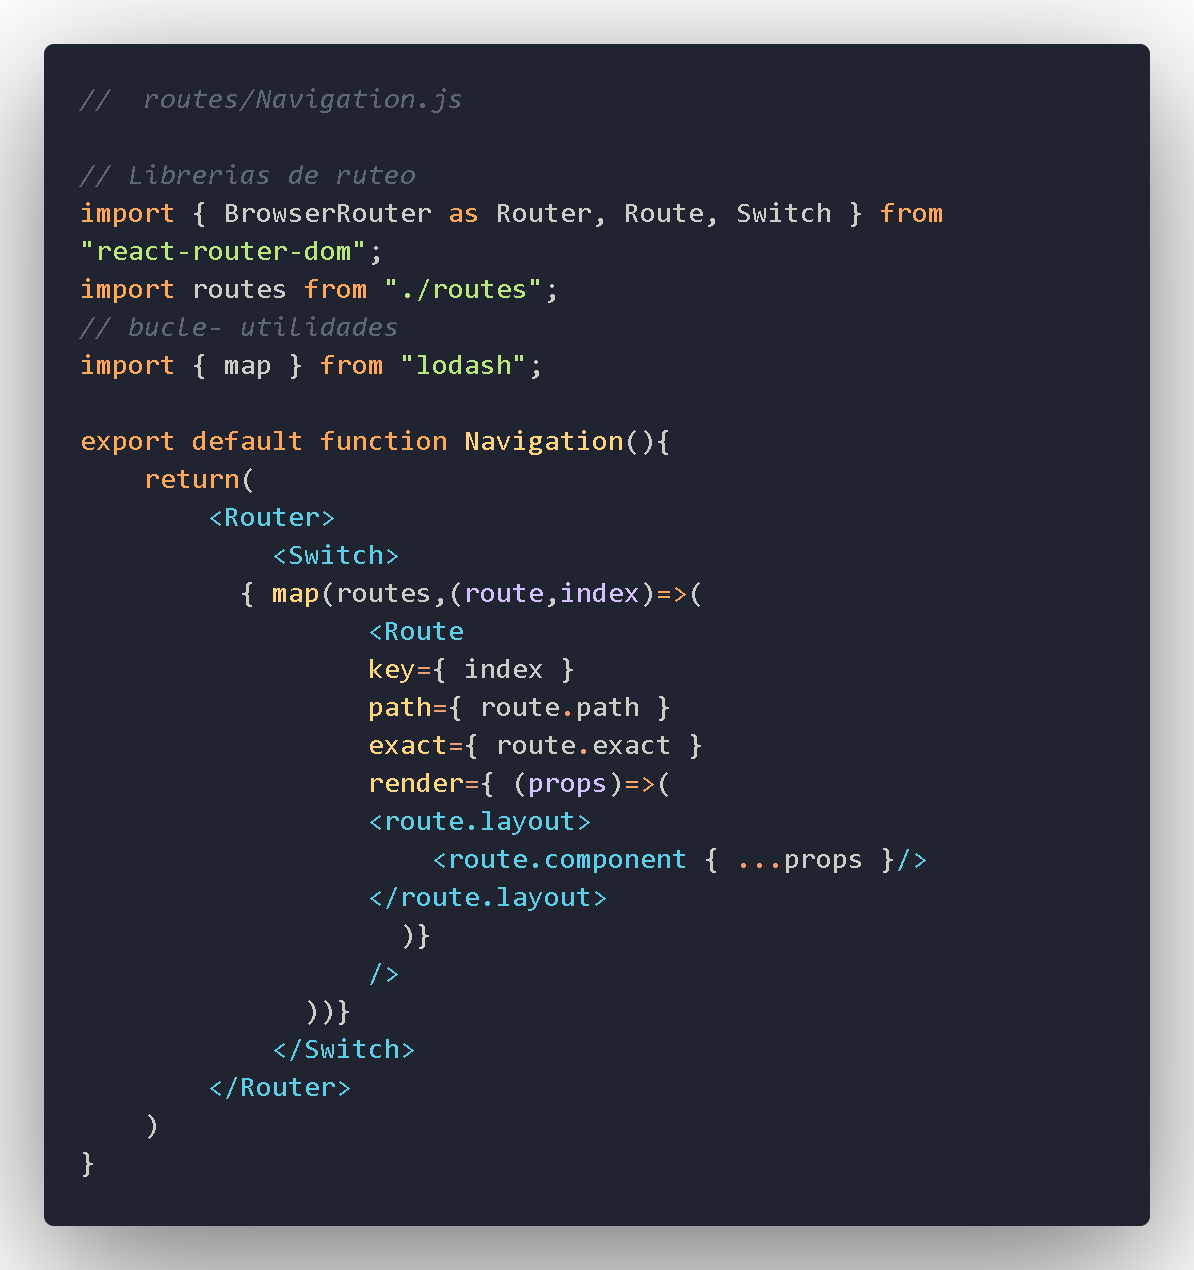 //  routes/Navigation.js
// Librerias de ruteo
import { BrowserRouter as Router, Route, Switch } from
"react-router-dom";
import routes from "./routes";
// bucle- utilidades
import { map } from "lodash";
export default function Navigation(){
    return(
        <Router>
            <Switch>
          { map(routes,(route,index)=>(
                  <Route
                  key={ index }
                  path={ route.path }
                  exact={ route.exact }
                  render={ (props)=>(
                  <route.layout>
                      <route.component { ...props }/>
                  </route.layout>
                    )}
                  />
              ))}
            </Switch>
        </Router>
    )
}